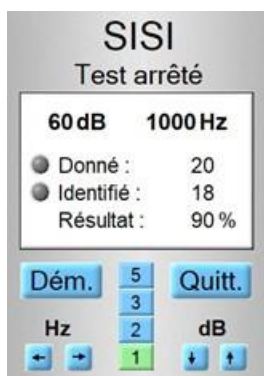 SISI
Test arrêté
60 dB 1000 Hz
Donné : 20
Identifié : 18
Résultat : 90 %
Dém. 5 Quitt.
3
Hz 2 dB
← → 1 ↓ ↑